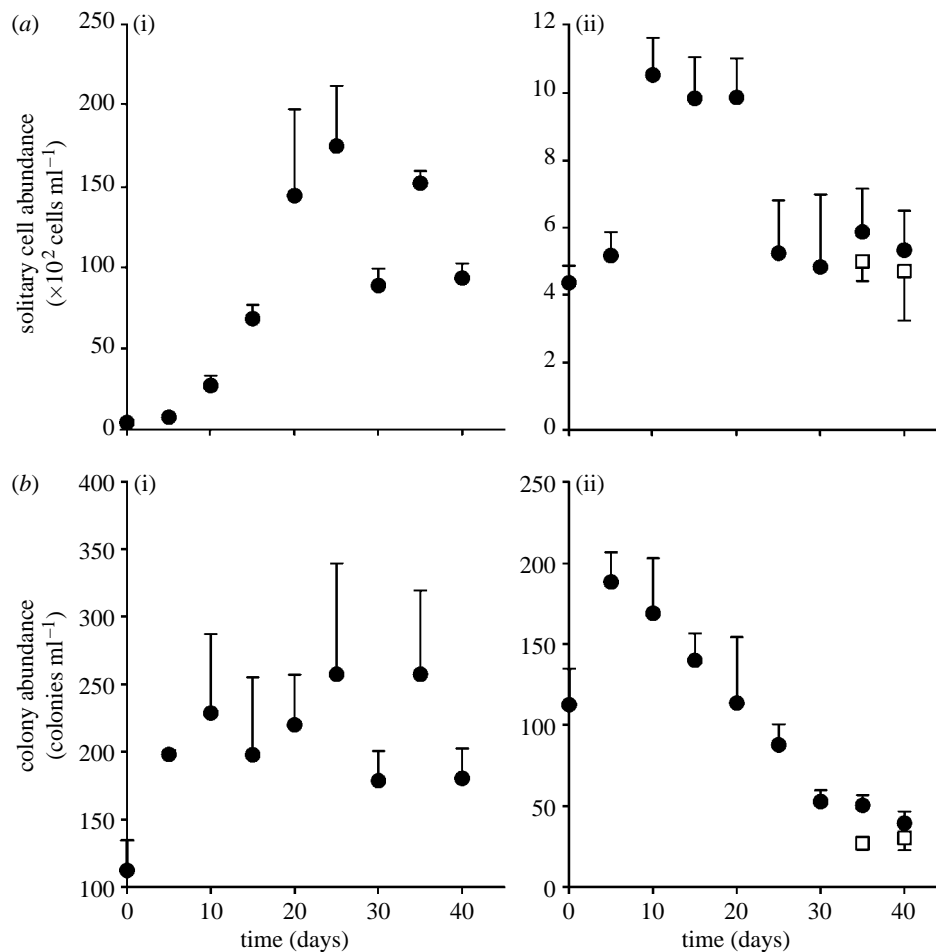 (a)
(i)
250
200
150
100
50
0
solitary cell abundance
(×10² cells ml⁻¹)
(ii)
12
10
8
6
4
2
0
(b)
(i)
400
350
300
250
200
150
100
colony abundance
(colonies ml⁻¹)
0 10 20 30 40
time (days)
(ii)
250
200
150
100
50
0
0 10 20 30 40
time (days)